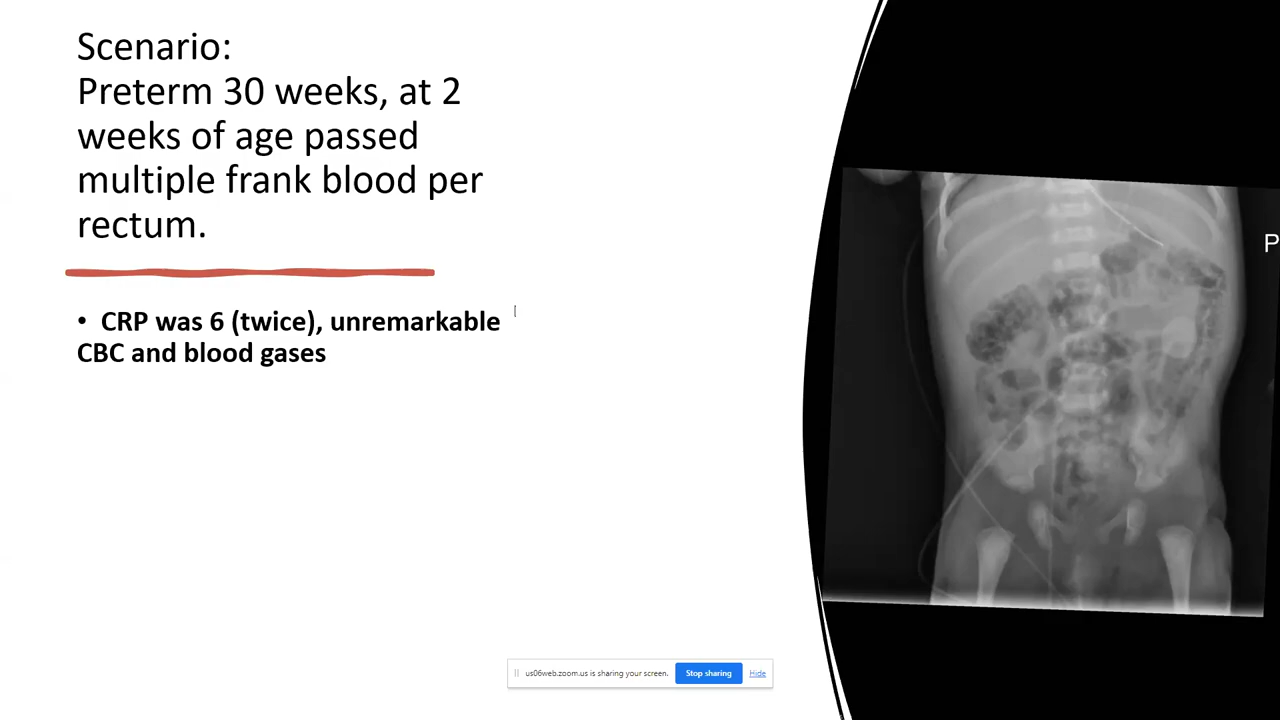 Scenario:
Preterm 30 weeks, at 2
weeks of age passed
multiple frank blood per
rectum.
• CRP was 6 (twice), unremarkable
CBC and blood gases
P
us06web.zoom.us is sharing your screen. Stop sharing Hide